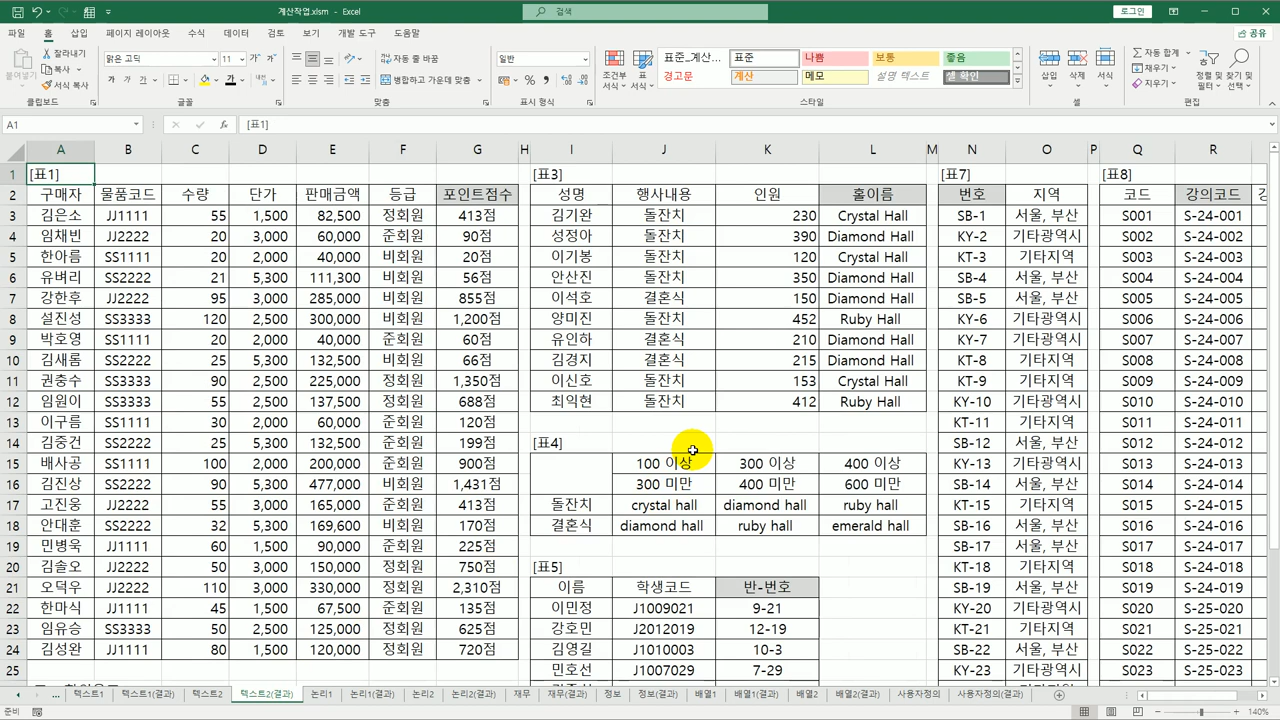 계산작업.xlsm - Excel
검색
로그인
파일 홈 삽입 페이지 레이아웃 수식 데이터 검토 보기 개발 도구 도움말
공유
붙여넣기 잘라내기 복사 서식 복사
맑은 고딕 11 가 가 가 가 가
텍스트 줄 바꿈 병합하고 가운데 맞춤
일반
조건부 서식 표 서식
표준_계산... 표준 나쁨 보통 좋음
경고문 계산 메모 설명 텍스트 셀 확인
삽입 삭제 서식
자동 합계 채우기 지우기 정렬 및 필터 찾기 및 선택
클립보드 글꼴 맞춤 표시 형식 스타일 셀 편집
A1 fx [표1]
A B C D E F G H I J K L M N O P Q R
1 [표1] [표3] [표7] [표8]
2 구매자 물품코드 수량 단가 판매금액 등급 포인트점수 성명 행사내용 인원 홀이름 번호 지역 코드 강의코드
3 김은소 JJ1111 55 1,500 82,500 정회원 413점 김기완 돌잔치 230 Crystal Hall SB-1 서울, 부산 S001 S-24-001
4 임채빈 JJ2222 20 3,000 60,000 준회원 90점 성정아 돌잔치 390 Diamond Hall KY-2 기타광역시 S002 S-24-002
5 한아름 SS1111 20 2,000 40,000 비회원 20점 이기봉 돌잔치 120 Crystal Hall KT-3 기타광역시 S003 S-24-003
6 유벼리 SS2222 21 5,300 111,300 비회원 56점 안산진 돌잔치 350 Diamond Hall SB-4 서울, 부산 S004 S-24-004
7 강한후 JJ2222 95 3,000 285,000 준회원 855점 이석호 결혼식 150 Diamond Hall SB-5 서울, 부산 S005 S-24-005
8 설진성 SS3333 120 2,500 300,000 비회원 1,200점 양미진 돌잔치 452 Ruby Hall KY-6 기타광역시 S006 S-24-006
9 박호영 SS1111 20 2,000 40,000 준회원 60점 유인하 결혼식 210 Diamond Hall KY-7 기타광역시 S007 S-24-007
10 김새롬 SS2222 25 5,300 132,500 비회원 66점 김경지 결혼식 215 Diamond Hall KT-8 기타지역 S008 S-24-008
11 권충수 SS3333 90 2,500 225,000 정회원 1,350점 이신호 돌잔치 153 Crystal Hall KT-9 기타지역 S009 S-24-009
12 임원이 SS3333 55 2,500 137,500 정회원 688점 최익현 돌잔치 412 Ruby Hall KY-10 기타광역시 S010 S-24-010
13 이구름 SS1111 30 2,000 60,000 준회원 120점 KT-11 기타지역 S011 S-24-011
14 김중건 SS2222 25 5,300 132,500 준회원 199점 [표4] SB-12 서울, 부산 S012 S-24-012
15 배사공 SS1111 100 2,000 200,000 준회원 900점 100 이상 300 이상 400 이상 KY-13 기타광역시 S013 S-24-013
16 김진상 SS2222 90 5,300 477,000 준회원 1,431점 300 미만 400 미만 600 미만 SB-14 서울, 부산 S014 S-24-014
17 고진웅 JJ2222 55 3,000 165,000 준회원 413점 돌잔치 crystal hall diamond hall ruby hall KT-15 기타지역 S015 S-24-015
18 안대훈 SS2222 32 5,300 169,600 비회원 170점 결혼식 diamond hall ruby hall emerald hall SB-16 서울, 부산 S016 S-24-016
19 민병욱 JJ1111 60 1,500 90,000 준회원 225점 SB-17 서울, 부산 S017 S-24-017
20 김솔오 JJ2222 50 3,000 150,000 정회원 750점 [표5] KT-18 기타지역 S018 S-24-018
21 오덕우 JJ2222 110 3,000 330,000 정회원 2,310점 이름 학생코드 반-번호 SB-19 서울, 부산 S019 S-24-019
22 한마식 JJ1111 45 1,500 67,500 준회원 135점 이민정 J1009021 9-21 KY-20 기타광역시 S020 S-25-020
23 임유승 SS3333 50 2,500 125,000 정회원 625점 강호민 J2012019 12-19 KT-21 기타지역 S021 S-25-021
24 김성완 JJ1111 80 1,500 120,000 정회원 720점 김영길 J1010003 10-3 SB-22 서울, 부산 S022 S-25-022
25 민호선 J1007029 7-29 KY-23 기타광역시 S023 S-25-023
... 텍스트1 텍스트1(결과) 텍스트2 텍스트2(결과) 논리1 논리1(결과) 논리2 논리2(결과) 재무 재무(결과) 정보 정보(결과) 배열1 배열1(결과) 배열2 배열2(결과) 사용자정의 사용자정의(결과)
준비 140%